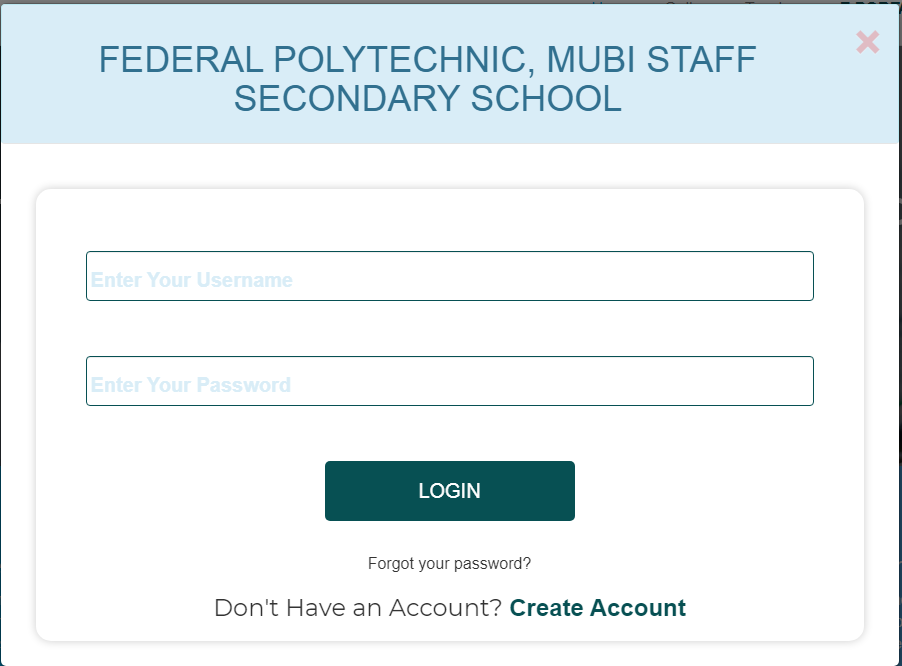 FEDERAL POLYTECHNIC, MUBI STAFF
SECONDARY SCHOOL
Enter Your Username
Enter Your Password
LOGIN
Forgot your password?
Don't Have an Account? Create Account